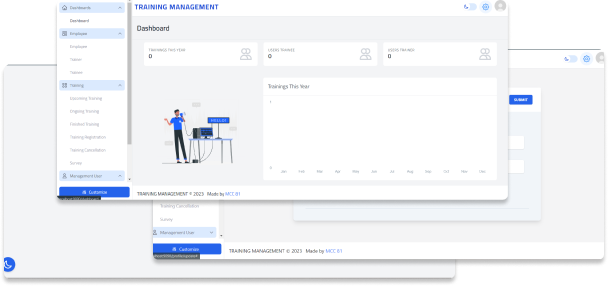 Dashboards
TRAINING MANAGEMENT
Dashboard
Dashboard
Employee
Employee
Trainer
Trainee
TRAININGS THIS YEAR
0
USERS TRAINEE
0
USERS TRAINER
0
Training
Upcoming Training
Ongoing Training
Finished Training
Training Registration
Training Cancellation
Survey
Trainings This Year
1
0
Jan Feb Mar Apr May Jun Jul Aug Sep Oct Nov Dec
Management User
Customize
TRAINING MANAGEMENT © 2023 Made by MCC 81
SUBMIT
Training Cancellation
Survey
Management User
Customize
TRAINING MANAGEMENT © 2023 Made by MCC 81